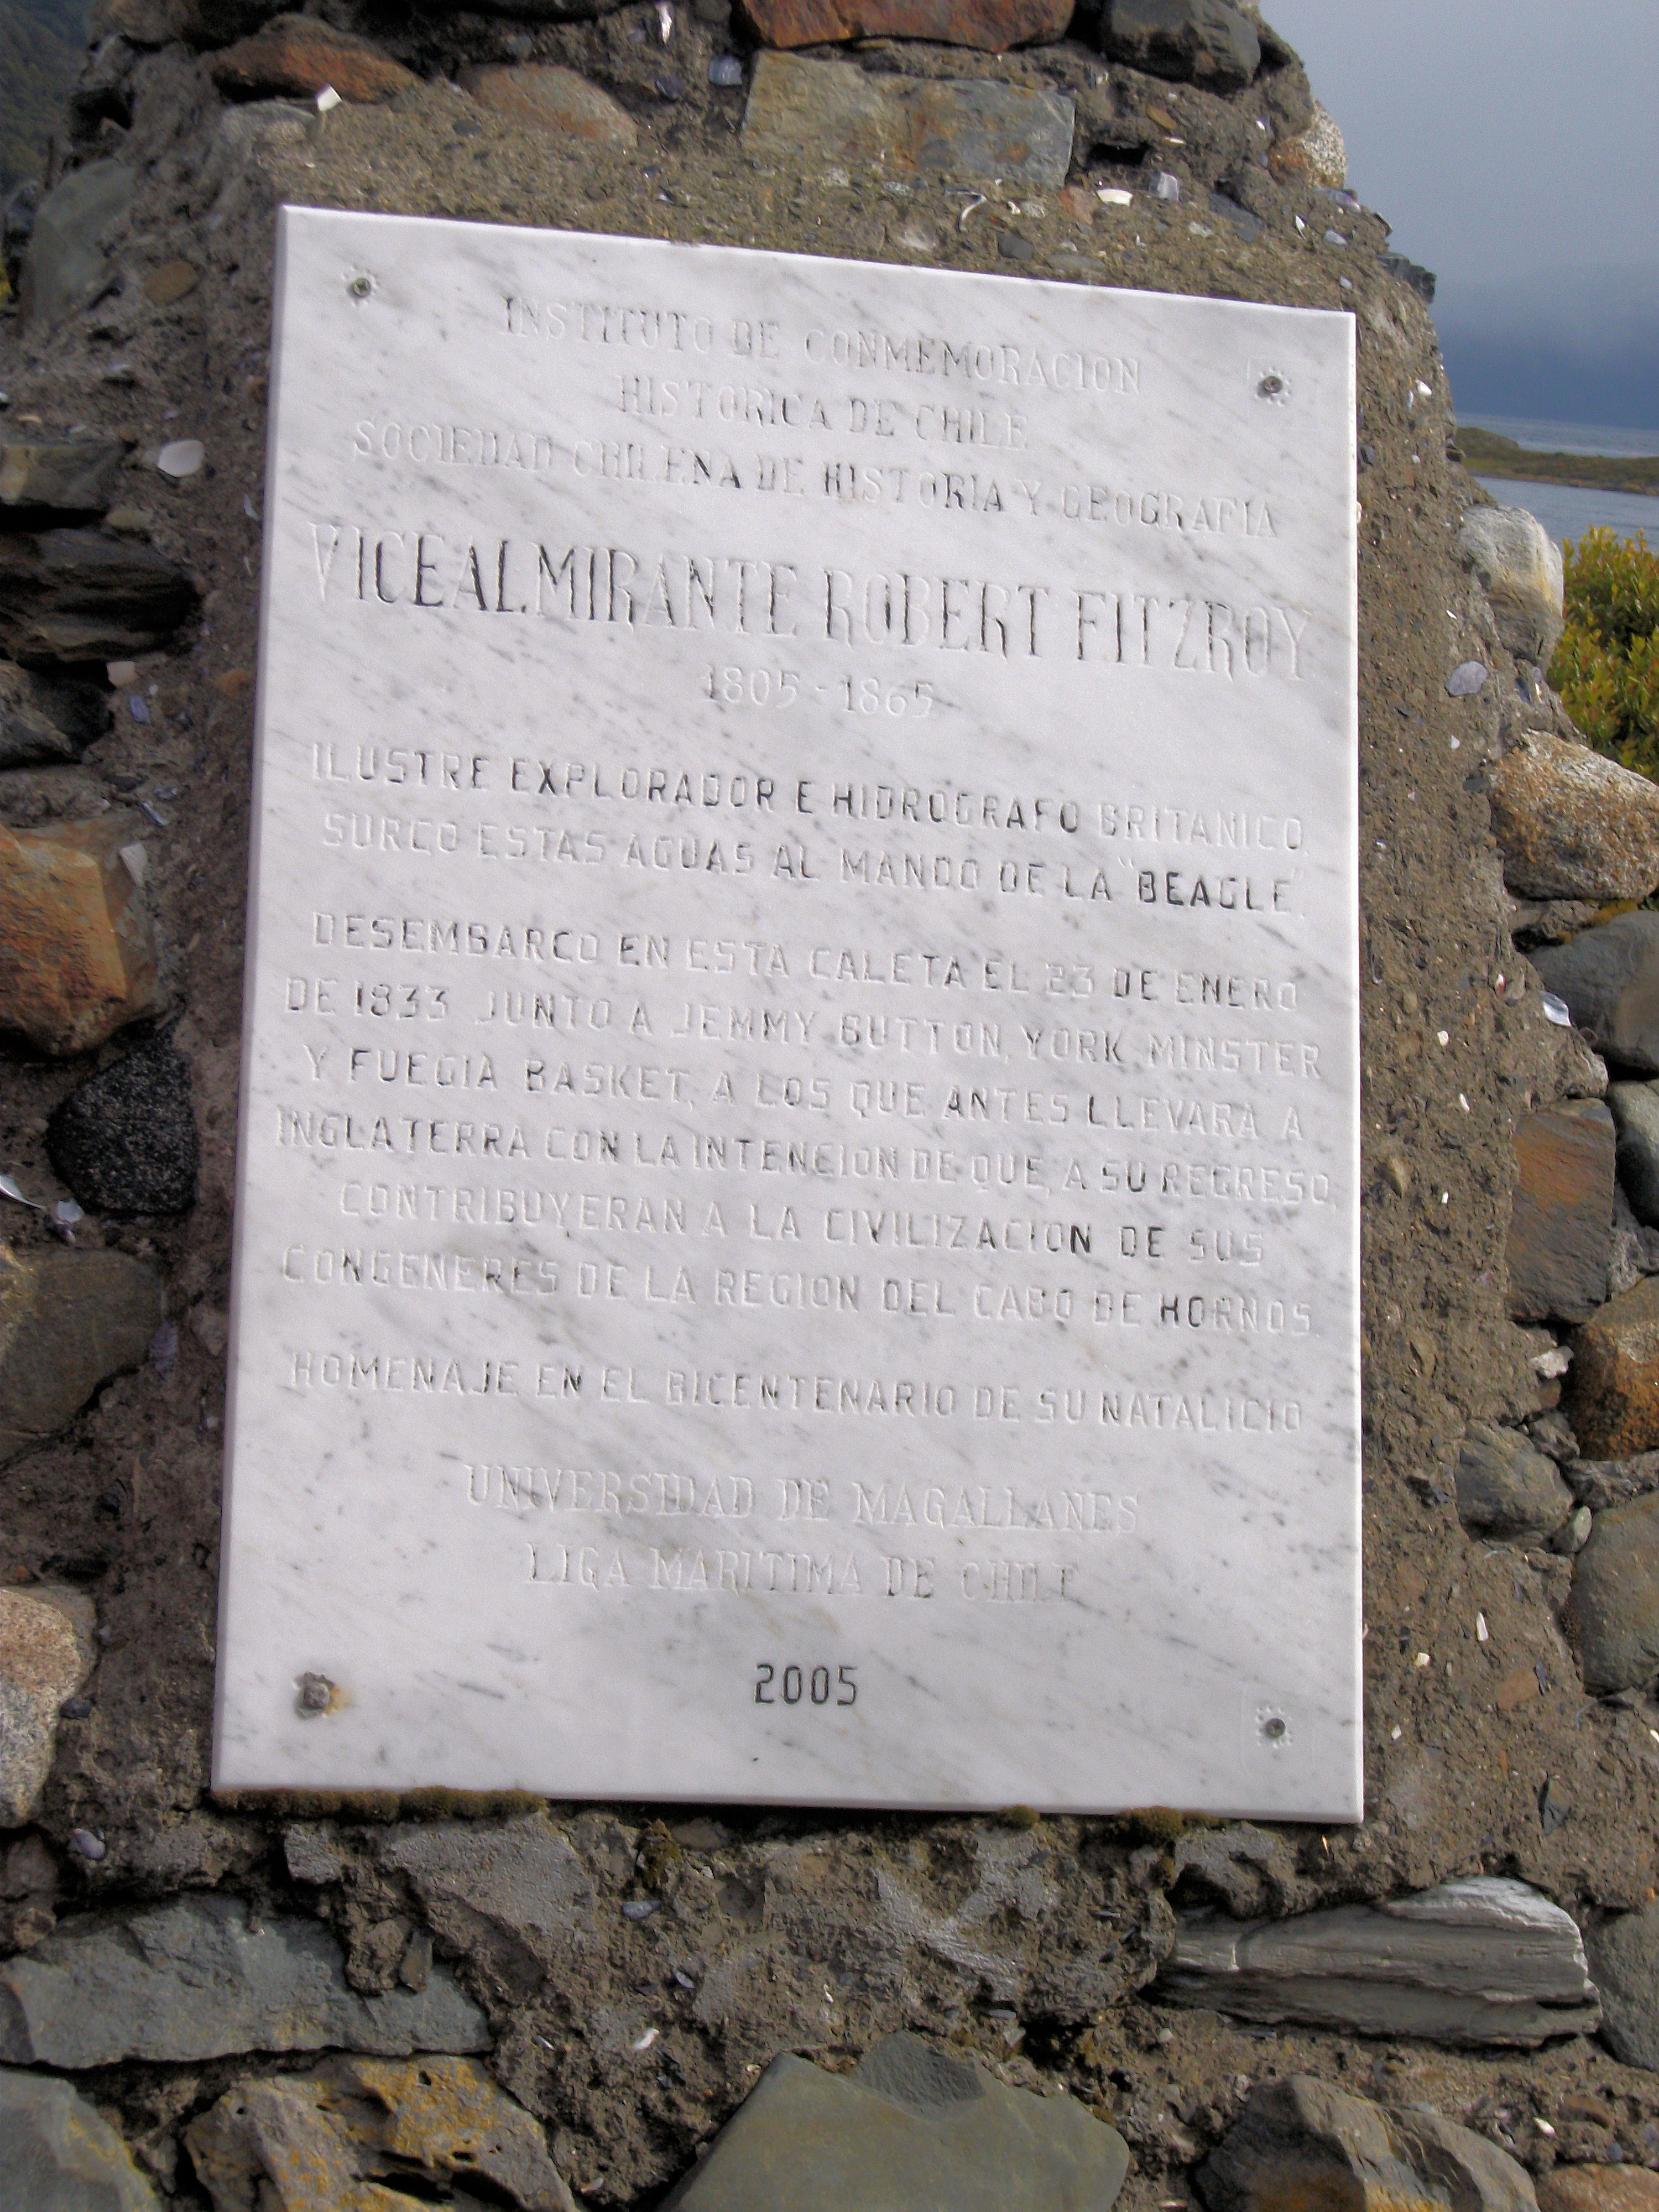 INSTITUTO DE CONMEMORACION
HISTORICA DE CHILE
SOCIEDAD CHILENA DE HISTORIA Y GEOGRAFIA
VICEALMIRANTE ROBERT FITZROY
1805 - 1865
ILUSTRE EXPLORADOR E HIDROGRAFO BRITANICO.
SURCO ESTAS AGUAS AL MANDO DE LA "BEAGLE".
DESEMBARCO EN ESTA CALETA EL 23 DE ENERO
DE 1833 JUNTO A JEMMY BUTTON, YORK MINSTER
Y FUEGIA BASKET, A LOS QUE ANTES LLEVARA A
INGLATERRA CON LA INTENCION DE QUE, A SU REGRESO,
CONTRIBUYERAN A LA CIVILIZACION DE SUS
CONGENERES DE LA REGION DEL CABO DE HORNOS.
HOMENAJE EN EL BICENTENARIO DE SU NATALICIO
UNIVERSIDAD DE MAGALLANES
LIGA MARITIMA DE CHILE
2005